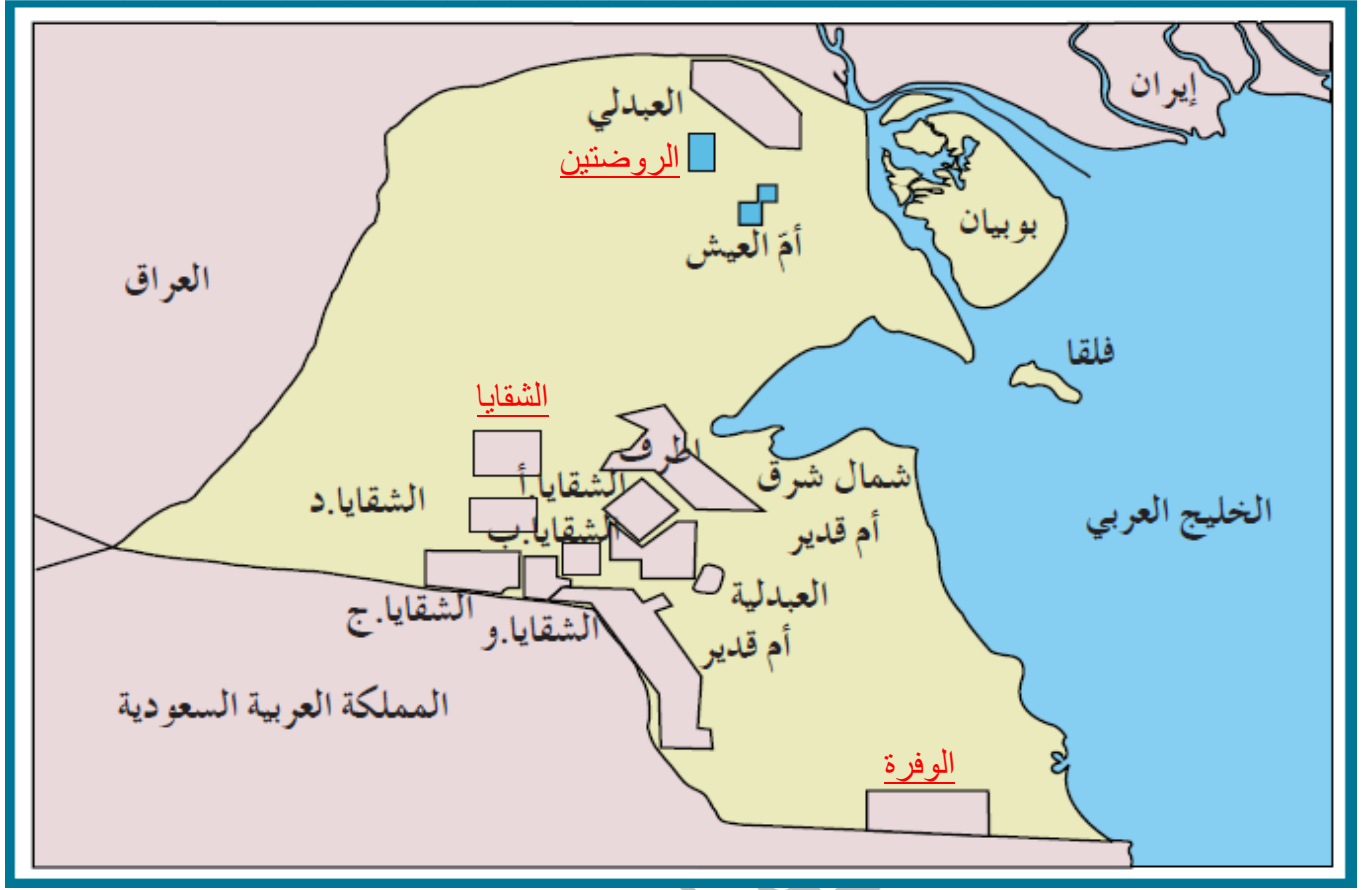 إيران
العبدلي
الروضتين
بوبيان
أمّ العيش
العراق
فلقا
الشقايا
اطرف
شمال شرق
أم قدير
الشقايا.أ
الشقايا.د
الشقايا.ب
الخليج العربي
العبدلية
أم قدير
الشقايا.ج
الشقايا.و
المملكة العربية السعودية
الوفرة